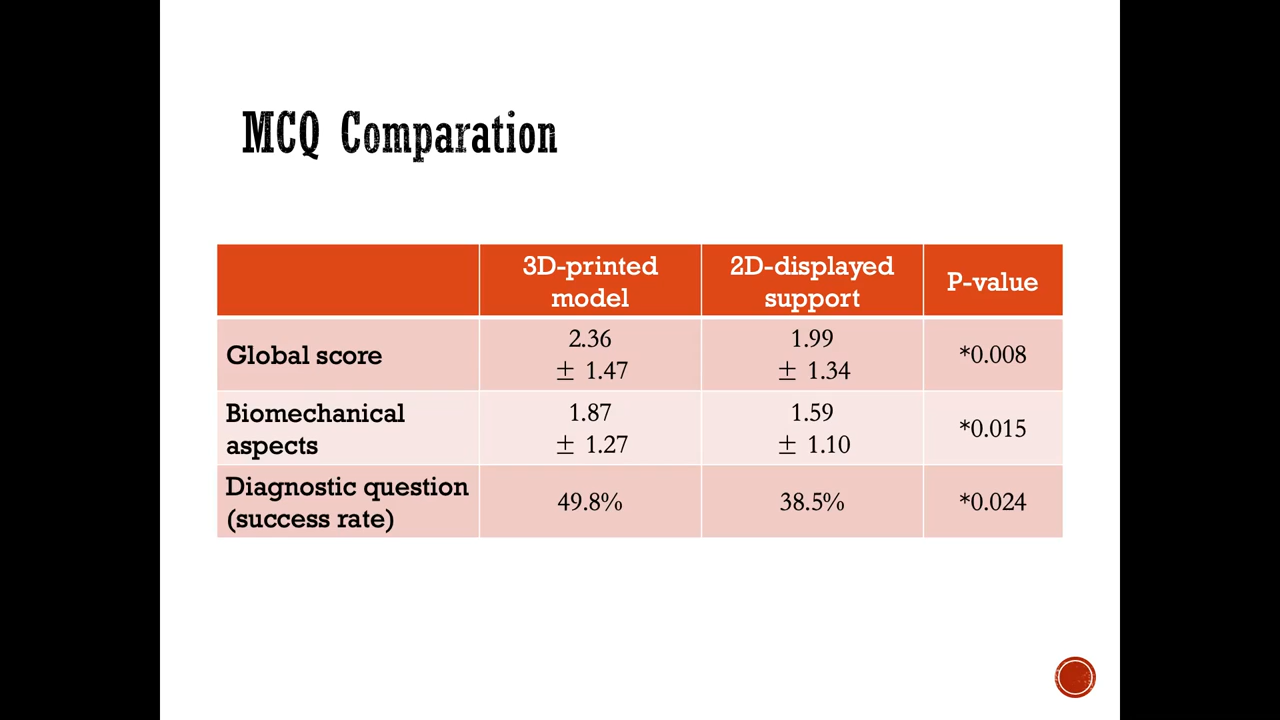 MCQ Comparation
3D-printed
model
2D-displayed
support
P-value
Global score
2.36
± 1.47
1.99
± 1.34
*0.008
Biomechanical
aspects
1.87
± 1.27
1.59
± 1.10
*0.015
Diagnostic question
(success rate)
49.8%
38.5%
*0.024